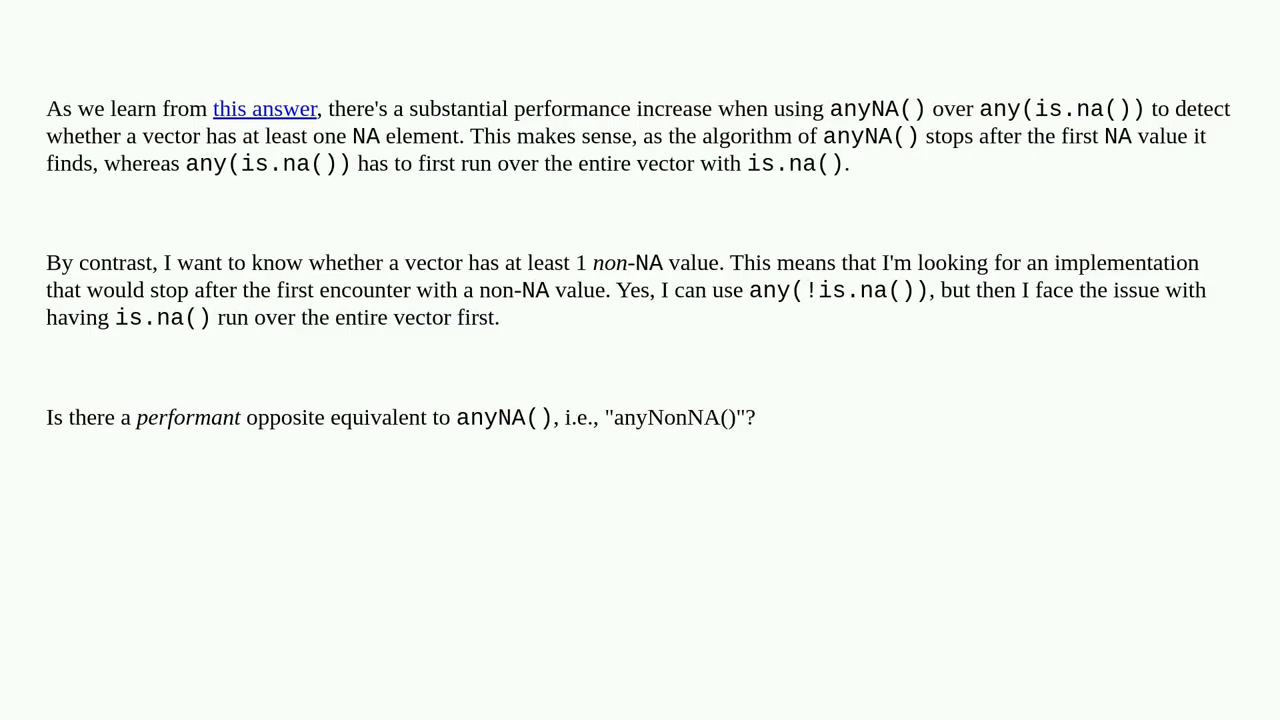 As we learn from this answer, there's a substantial performance increase when using anyNA() over any(is.na()) to detect
whether a vector has at least one NA element. This makes sense, as the algorithm of anyNA() stops after the first NA value it
finds, whereas any(is.na()) has to first run over the entire vector with is.na().
By contrast, I want to know whether a vector has at least 1 non-NA value. This means that I'm looking for an implementation
that would stop after the first encounter with a non-NA value. Yes, I can use any(!is.na()), but then I face the issue with
having is.na() run over the entire vector first.
Is there a performant opposite equivalent to anyNA(), i.e., "anyNonNA()"?